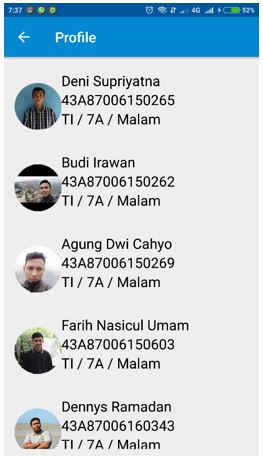 7:37 4G 52%
Profile
Deni Supriyatna
43A87006150265
TI / 7A / Malam
Budi Irawan
43A87006150262
TI / 7A / Malam
Agung Dwi Cahyo
43A87006150269
TI / 7A / Malam
Farih Nasicul Umam
43A87006150603
TI / 7A / Malam
Dennys Ramadan
43A87006160343
TI / 7A / Malam